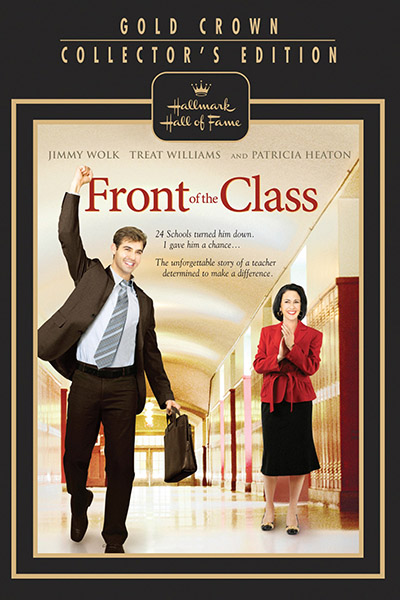 GOLD CROWN
COLLECTOR'S EDITION
Hallmark
Hall of Fame
JIMMY WOLK TREAT WILLIAMS AND PATRICIA HEATON
Front of the Class
24 Schools turned him down.
1 gave him a chance...
The unforgettable story of a teacher
determined to make a difference.